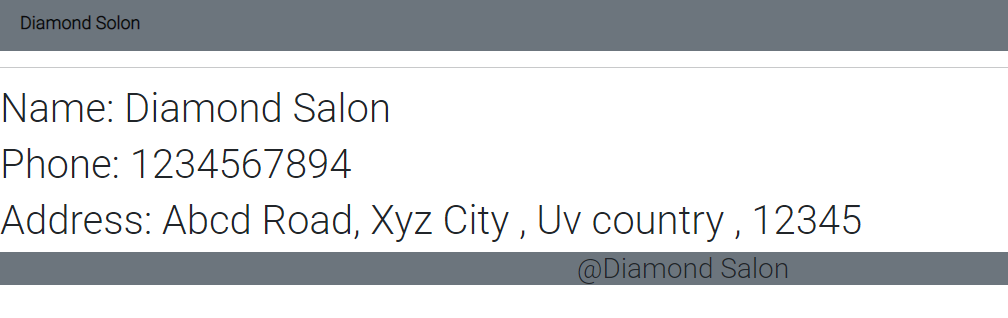 Diamond Solon
Name: Diamond Salon
Phone: 1234567894
Address: Abcd Road, Xyz City , Uv country , 12345
@Diamond Salon